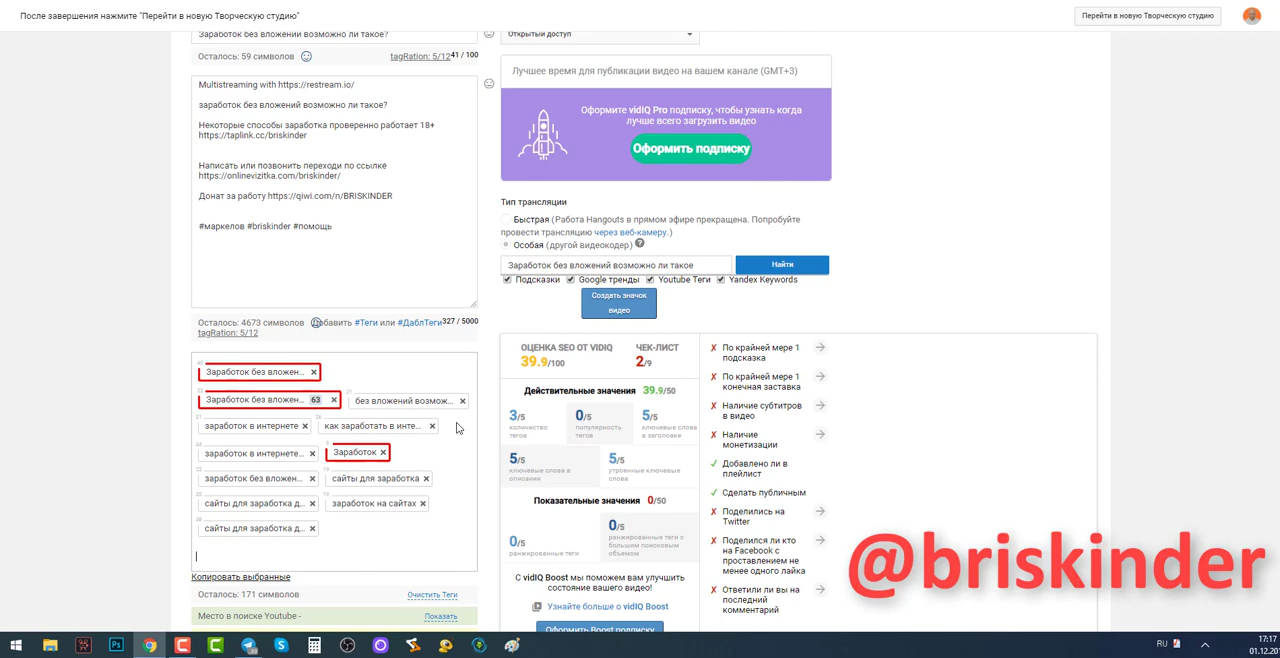 После завершения нажмите "Перейти в новую Творческую студию"
Перейти в новую Творческую студию
Заработок без вложений возможно ли такое?
Осталось: 59 символов
tagRation: 5/12
41 / 100
Multistreaming with https://restream.io/
заработок без вложений возможно ли такое?
Некоторые способы заработка проверенно работает 18+
https://taplink.cc/briskinder
Написать или позвонить переходи по ссылке
https://onlinevizitka.com/briskinder/
Донат за работу https://qiwi.com/n/BRISKINDER
#маркелов #briskinder #помощь
Осталось: 4673 символов
Добавить #Теги или #ДаблТеги
327 / 5000
tagRation: 5/12
Заработок без вложен...
Заработок без вложен... 63
без вложений возмож...
заработок в интернете
как заработать в инте...
заработок в интернете...
Заработок
заработок без вложен...
сайты для заработка
сайты для заработка д...
заработок на сайтах
сайты для заработка д...
Копировать выбранные
Осталось: 171 символов
Очистить Теги
Место в поиске Youtube -
Показать
Открытый доступ
Лучшее время для публикации видео на вашем канале (GMT+3)
Оформите vidIQ Pro подписку, чтобы узнать когда
лучше всего загрузить видео
Оформить подписку
Тип трансляции
Быстрая (Работа Hangouts в прямом эфире прекращена. Попробуйте
провести трансляцию через веб-камеру.)
Особая (другой видеокодер)
Заработок без вложений возможно ли такое
Найти
Подсказки
Google тренды
Youtube Теги
Yandex Keywords
Создать значок
видео
ОЦЕНКА SEO ОТ VIDIQ
39.9/100
ЧЕК-ЛИСТ
2/9
Действительные значения 39.9/50
3/5
количество
тегов
0/5
популярность
тегов
5/5
ключевые слова
в заголовке
5/5
ключевые слова в
описании
5/5
утроенные ключевые
слова
Показательные значения 0/50
0/5
ранжированные теги
0/5
ранжированные теги с
большим поисковым
объемом
С vidIQ Boost мы поможем вам улучшить
состояние вашего видео!
Узнайте больше о vidIQ Boost
Оформить Boost подписку
По крайней мере 1
подсказка
По крайней мере 1
конечная заставка
Наличие субтитров
в видео
Наличие
монетизации
Добавлено ли в
плейлист
Сделать публичным
Поделились на
Twitter
Поделился ли кто
на Facebook с
проставлением не
менее одного лайка
Ответили ли вы на
последний
комментарий
@briskinder
RU
17:17
01.12.20